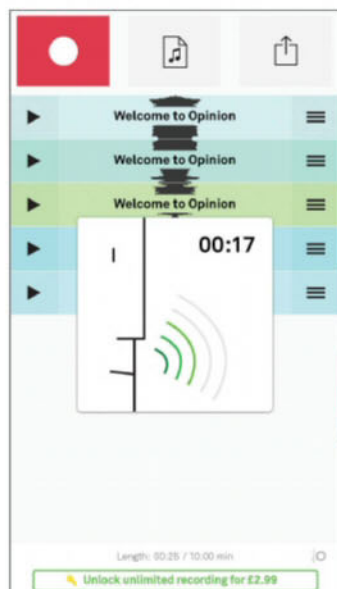 Welcome to Opinion
Welcome to Opinion
Welcome to Opinion
00:17
Length: 00:26 / 10:00 min
Unlock unlimited recording for £2.99